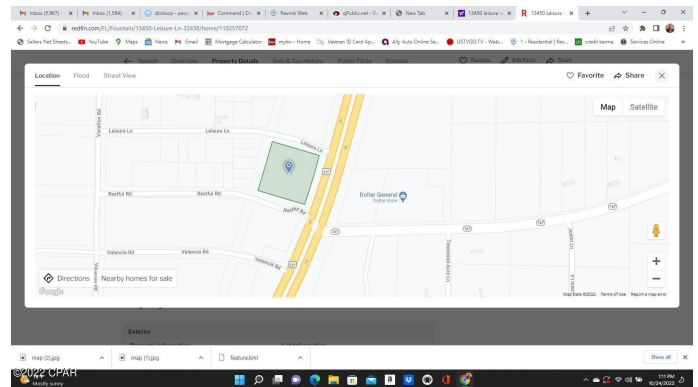 Inbox (5,967) -
Inbox (1,594) -
dotloop - peop
Command | D
Rexmls Web
qPublic.net - B
New Tab
13450 leisure l
13450 Leisure
redfin.com/FL/Fountain/13450-Leisure-Ln-32438/home/118257072
Sellers Net Sheets
YouTube
Maps
News
Gmail
Mortgage Calculator
mykw - Home
Veteran ID Card Ap...
Ally Auto Online Se...
USTVGO.TV - Watc...
1 - Residential | Res...
credit karma
Services Online
Search Overview Property Details Sale & Tax History Public Facts Schools Favorite Edit Facts Share
Location Flood Street View
Favorite Share
Map Satellite
Vacation Rd
Leisure Ln
Leisure Ln
Leisure Ln
231
Dollar General
Dollar store
Restful Rd
Restful Rd
Restful Rd
167
167
167
167
Valencia Rd
Valencia Rd
Valencia Rd
231
Directions
Nearby homes for sale
Google
Map Data ©2022 Terms of Use Report a map error
Exterior
map (2).jpg
map (1).jpg
Nature.kml
Show all
©2022 CPAR
Mostly sunny
1:11 PM
10/24/2022